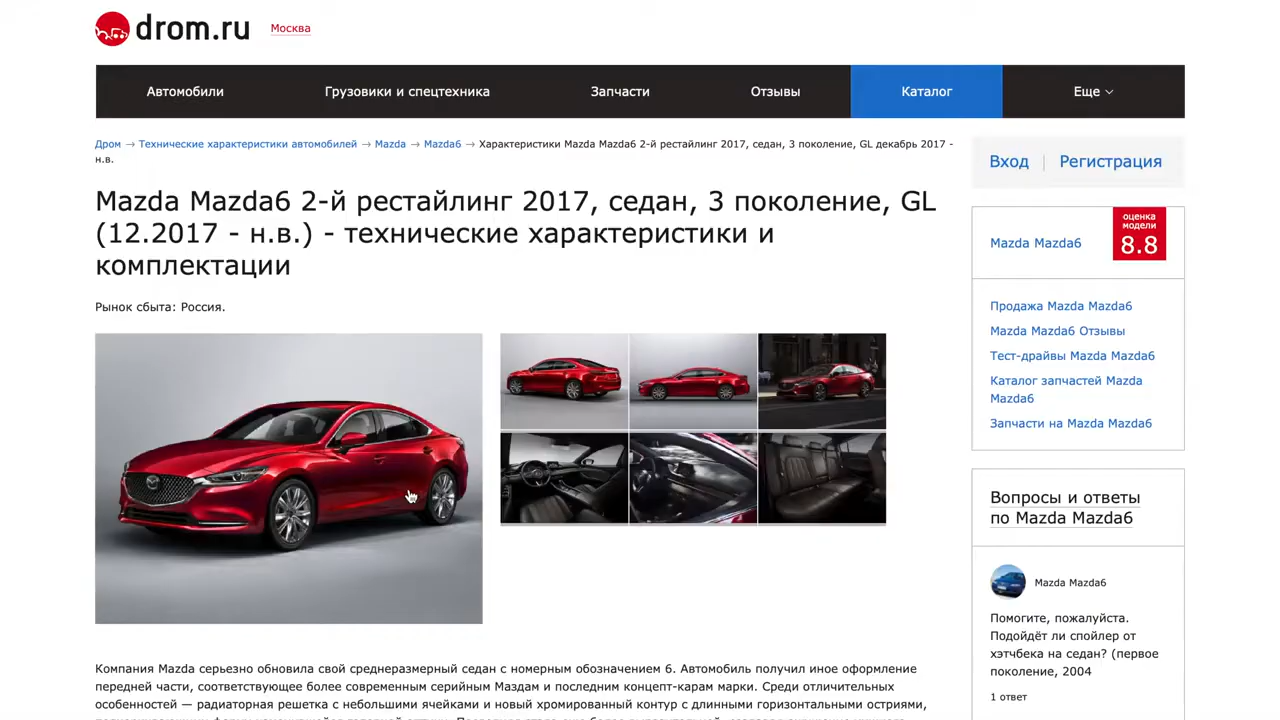 drom.ru
Москва
Автомобили
Грузовики и спецтехника
Запчасти
Отзывы
Каталог
Еще
Дром → Технические характеристики автомобилей → Mazda → Mazda6 → Характеристики Mazda Mazda6 2-й рестайлинг 2017, седан, 3 поколение, GL декабрь 2017 -
н.в.
Вход | Регистрация
Mazda Mazda6 2-й рестайлинг 2017, седан, 3 поколение, GL
(12.2017 - н.в.) - технические характеристики и
комплектации
Рынок сбыта: Россия.
Mazda Mazda6
оценка
модели
8.8
Продажа Mazda Mazda6
Mazda Mazda6 Отзывы
Тест-драйвы Mazda Mazda6
Каталог запчастей Mazda
Mazda6
Запчасти на Mazda Mazda6
Вопросы и ответы
по Mazda Mazda6
Mazda Mazda6
Помогите, пожалуйста.
Подойдёт ли спойлер от
хэтчбека на седан? (первое
поколение, 2004
1 ответ
Компания Mazda серьезно обновила свой среднеразмерный седан с номерным обозначением 6. Автомобиль получил иное оформление
передней части, соответствующее более современным серийным Маздам и последним концепт-карам марки. Среди отличительных
особенностей — радиаторная решетка с небольшими ячейками и новый хромированный контур с длинными горизонтальными остриями,